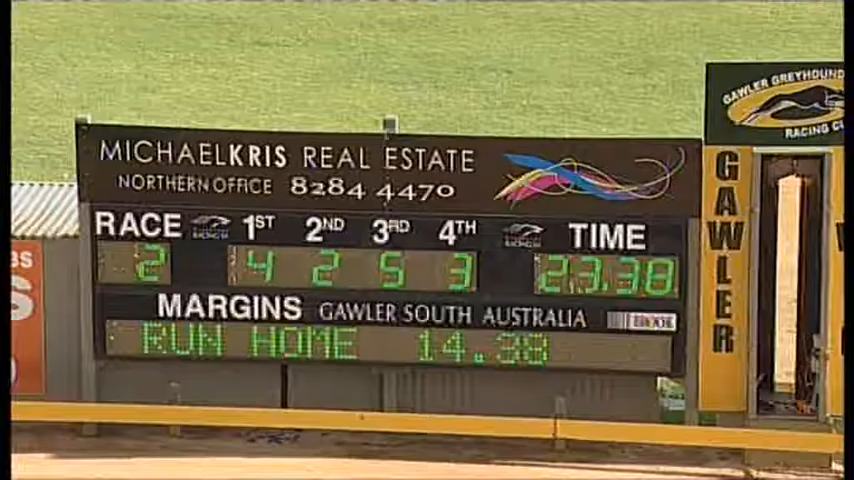 GAWLER GREYHOUND
RACING CL
MICHAELKRIS REAL ESTATE
NORTHERN OFFICE 8284 4470
RACE 1ST 2ND 3RD 4TH TIME
2 4 2 5 3 23.38
MARGINS GAWLER SOUTH AUSTRALIA
RUN HOME 14.38
GAWLER